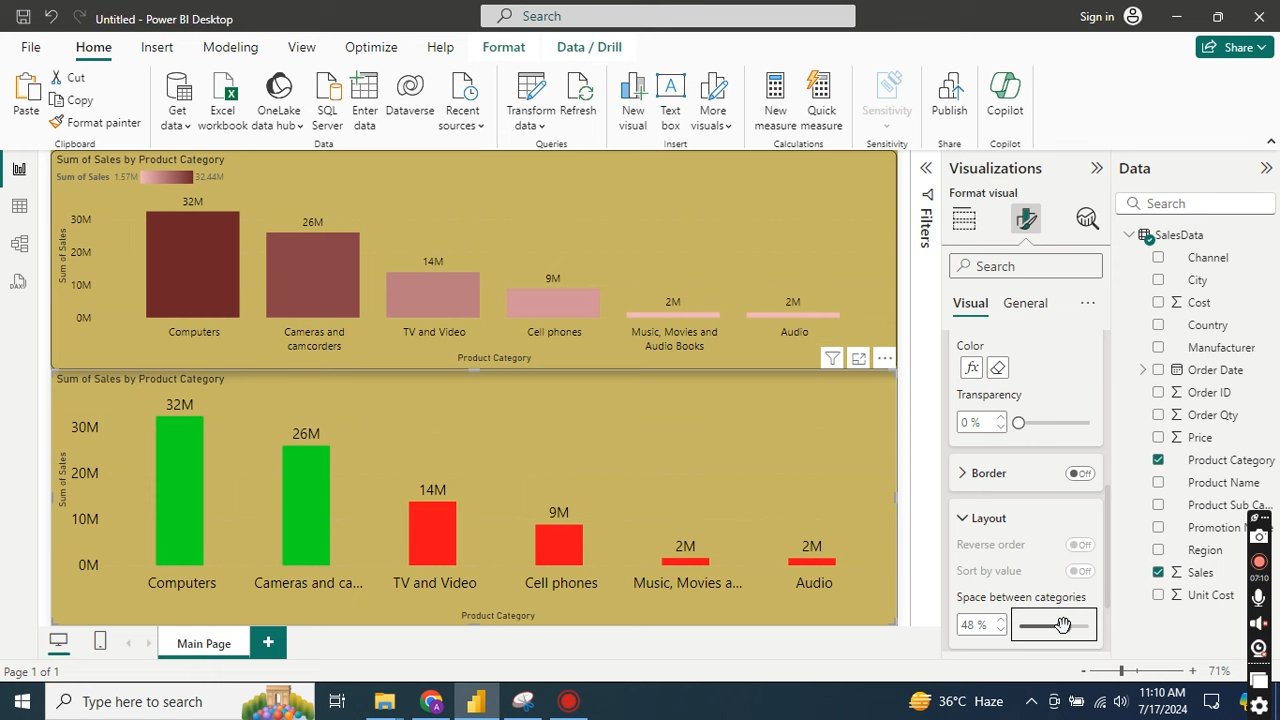 Untitled - Power BI Desktop
Search
Sign in
File
Home
Insert
Modeling
View
Optimize
Help
Format
Data / Drill
Share
Paste
Cut
Copy
Format painter
Get data
Excel workbook
OneLake data hub
SQL Server
Enter data
Dataverse
Recent sources
Transform data
Refresh
New visual
Text box
More visuals
New measure
Quick measure
Sensitivity
Publish
Copilot
Clipboard
Data
Queries
Insert
Calculations
Sensitivity
Share
Copilot
Sum of Sales by Product Category
Sum of Sales 1.57M 32.44M
Sum of Sales
30M
20M
10M
0M
32M
26M
14M
9M
2M
2M
Computers
Cameras and camcorders
TV and Video
Cell phones
Music, Movies and Audio Books
Audio
Product Category
Sum of Sales by Product Category
Sum of Sales
30M
20M
10M
0M
32M
26M
14M
9M
2M
2M
Computers
Cameras and ca...
TV and Video
Cell phones
Music, Movies a...
Audio
Product Category
Filters
Visualizations
Format visual
Search
Visual
General
Color
fx
Transparency
0 %
Border
Off
Layout
Reverse order
Off
Sort by value
Off
Space between categories
48 %
Data
Search
SalesData
Channel
City
Cost
Country
Manufacturer
Order Date
Order ID
Order Qty
Price
Product Category
Product Name
Product Sub Ca...
Promotion
Region
Sales
Unit Cost
07:10
Main Page
Page 1 of 1
71%
Type here to search
36°C Haze
11:10 AM
7/17/2024